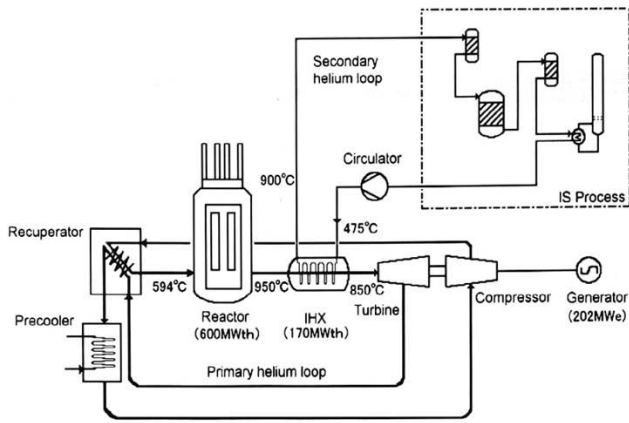 Secondary
helium loop
Circulator
IS Process
900°C
475°C
Recuperator
594°C
950°C
850°C
Turbine
Compressor
Generator
(202MWe)
Precooler
Reactor
(600MWth)
IHX
(170MWth)
Primary helium loop